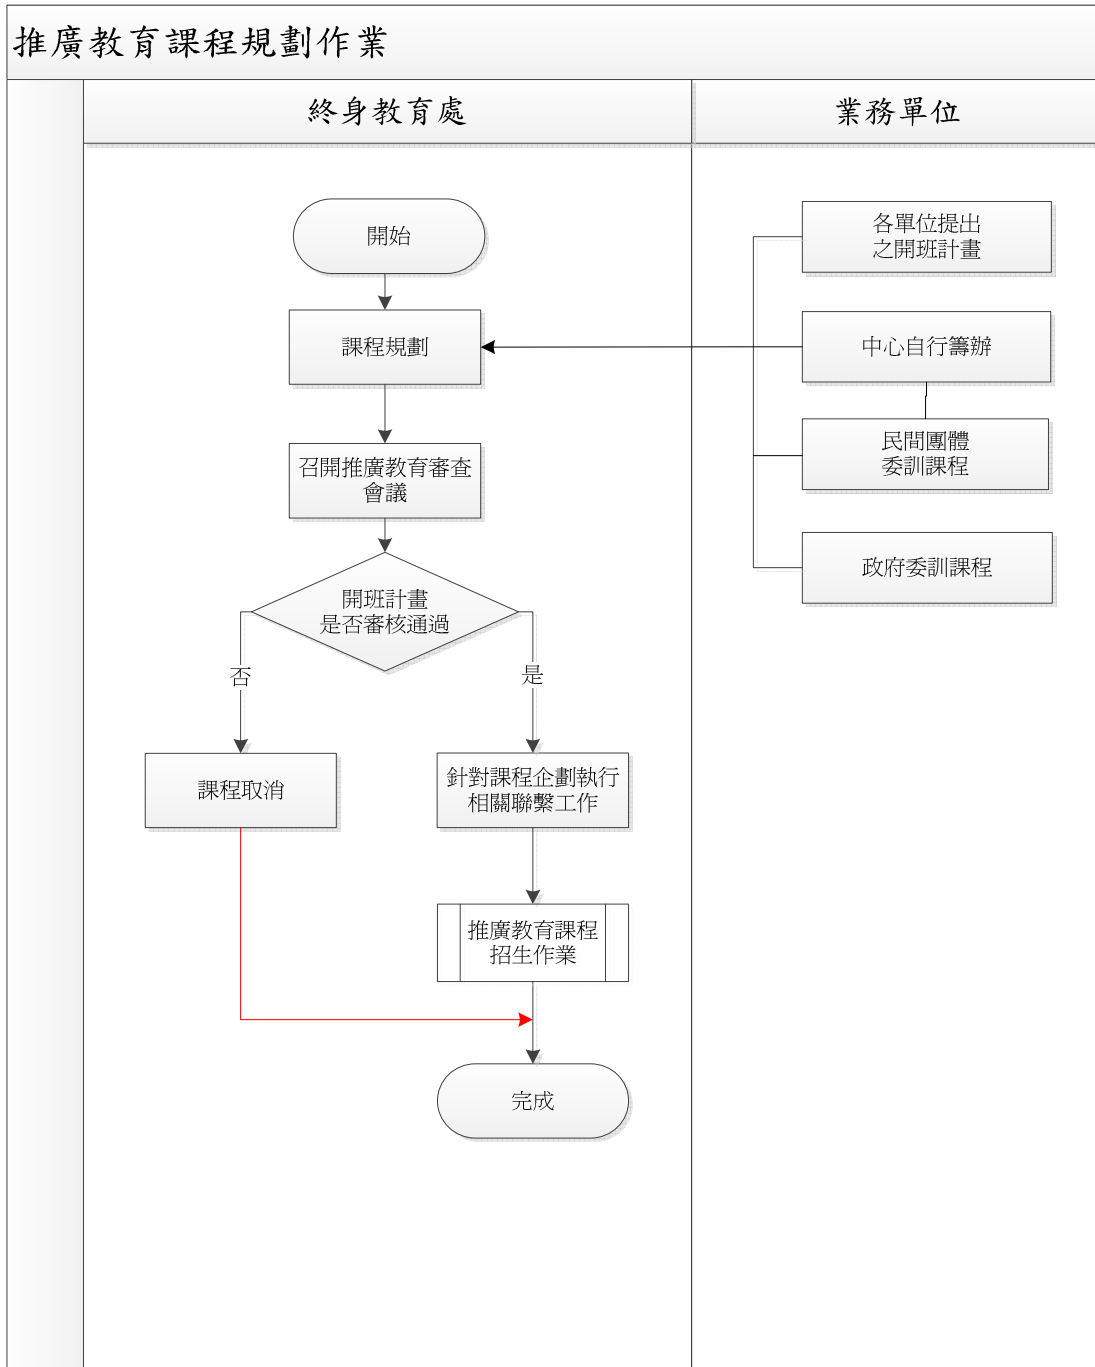 推廣教育課程規劃作業
終身教育處
業務單位
開始
各單位提出
之開班計畫
課程規劃
中心自行籌辦
召開推廣教育審查
會議
民間團體
委訓課程
開班計畫
是否審核通過
政府委訓課程
否
是
課程取消
針對課程企劃執行
相關聯繫工作
推廣教育課程
招生作業
完成